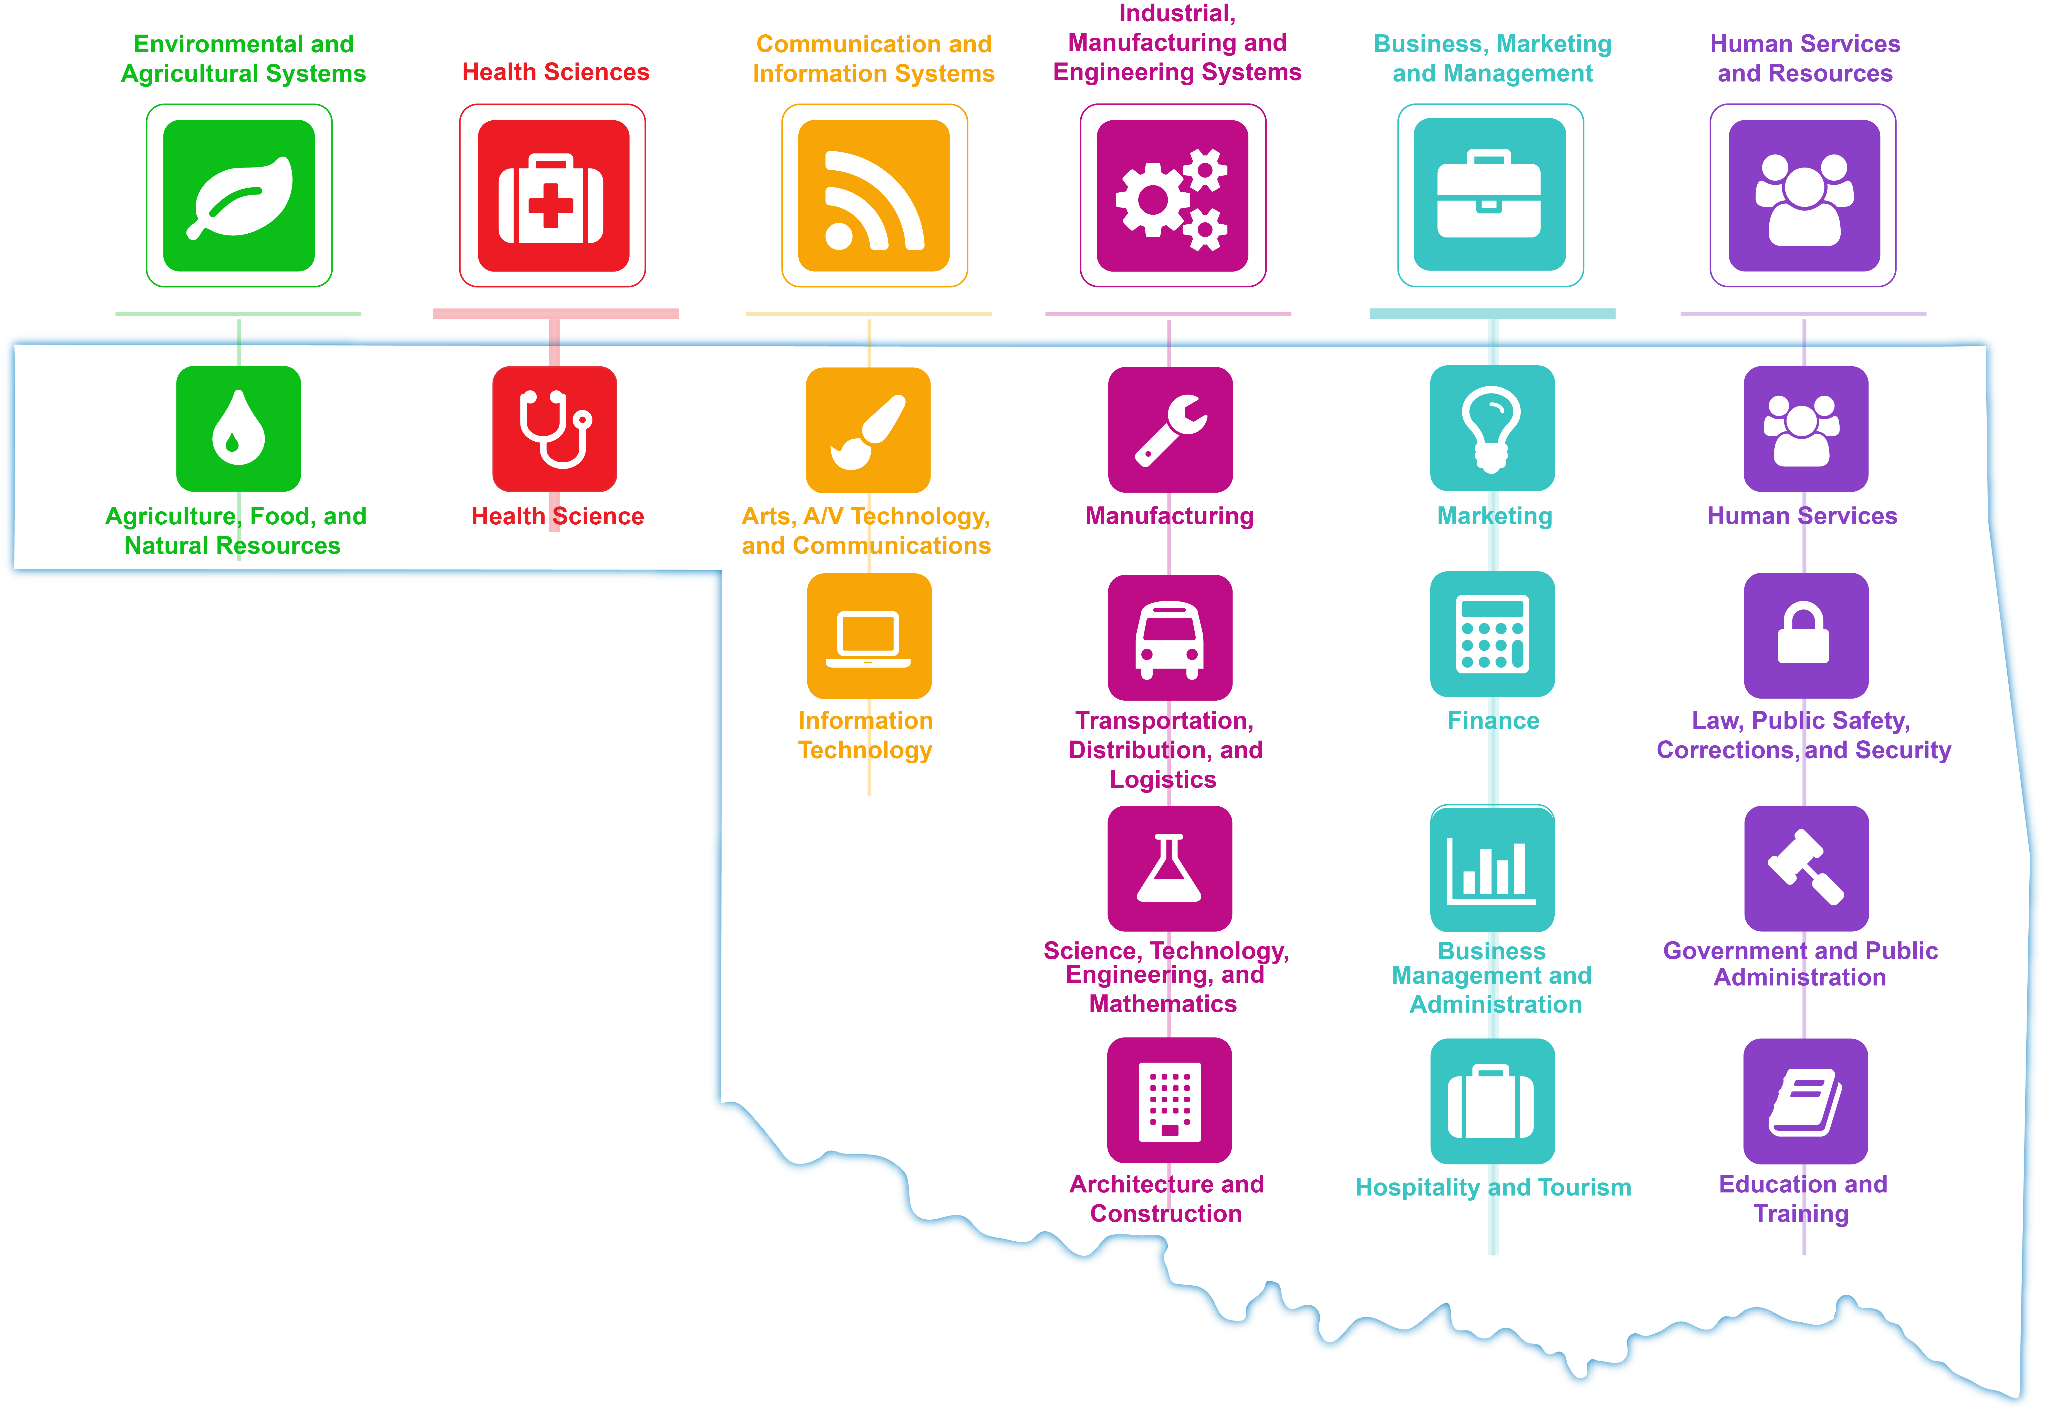 Environmental and
Agricultural Systems
Health Sciences
Communication and
Information Systems
Industrial,
Manufacturing and
Engineering Systems
Business, Marketing
and Management
Human Services
and Resources
Agriculture, Food, and
Natural Resources
Health Science
Arts, A/V Technology,
and Communications
Manufacturing
Marketing
Human Services
Information
Technology
Transportation,
Distribution, and
Logistics
Finance
Law, Public Safety,
Corrections, and Security
Science, Technology,
Engineering, and
Mathematics
Business
Management and
Administration
Government and Public
Administration
Architecture and
Construction
Hospitality and Tourism
Education and
Training